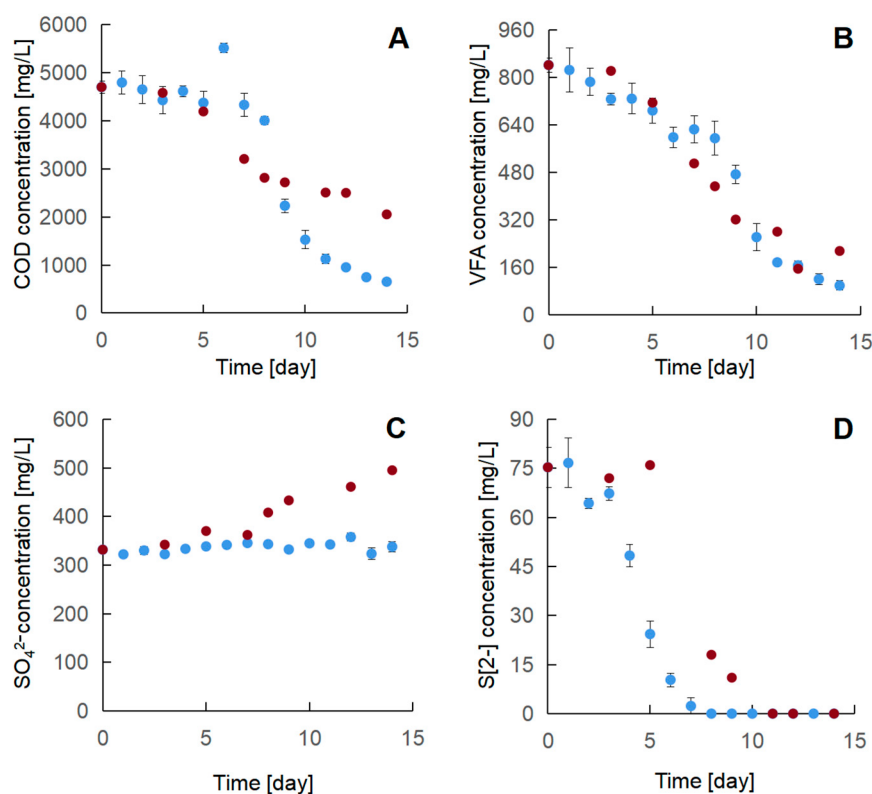 A
COD concentration [mg/L]
6000
5000
4000
3000
2000
1000
0
0 5 10 15
Time [day]
B
VFA concentration [mg/L]
960
800
640
480
320
160
0
0 5 10 15
Time [day]
C
SO₄²⁻concentration [mg/L]
600
500
400
300
200
100
0
0 5 10 15
Time [day]
D
S[2-] concentration [mg/L]
90
75
60
45
30
15
0
0 5 10 15
Time [day]